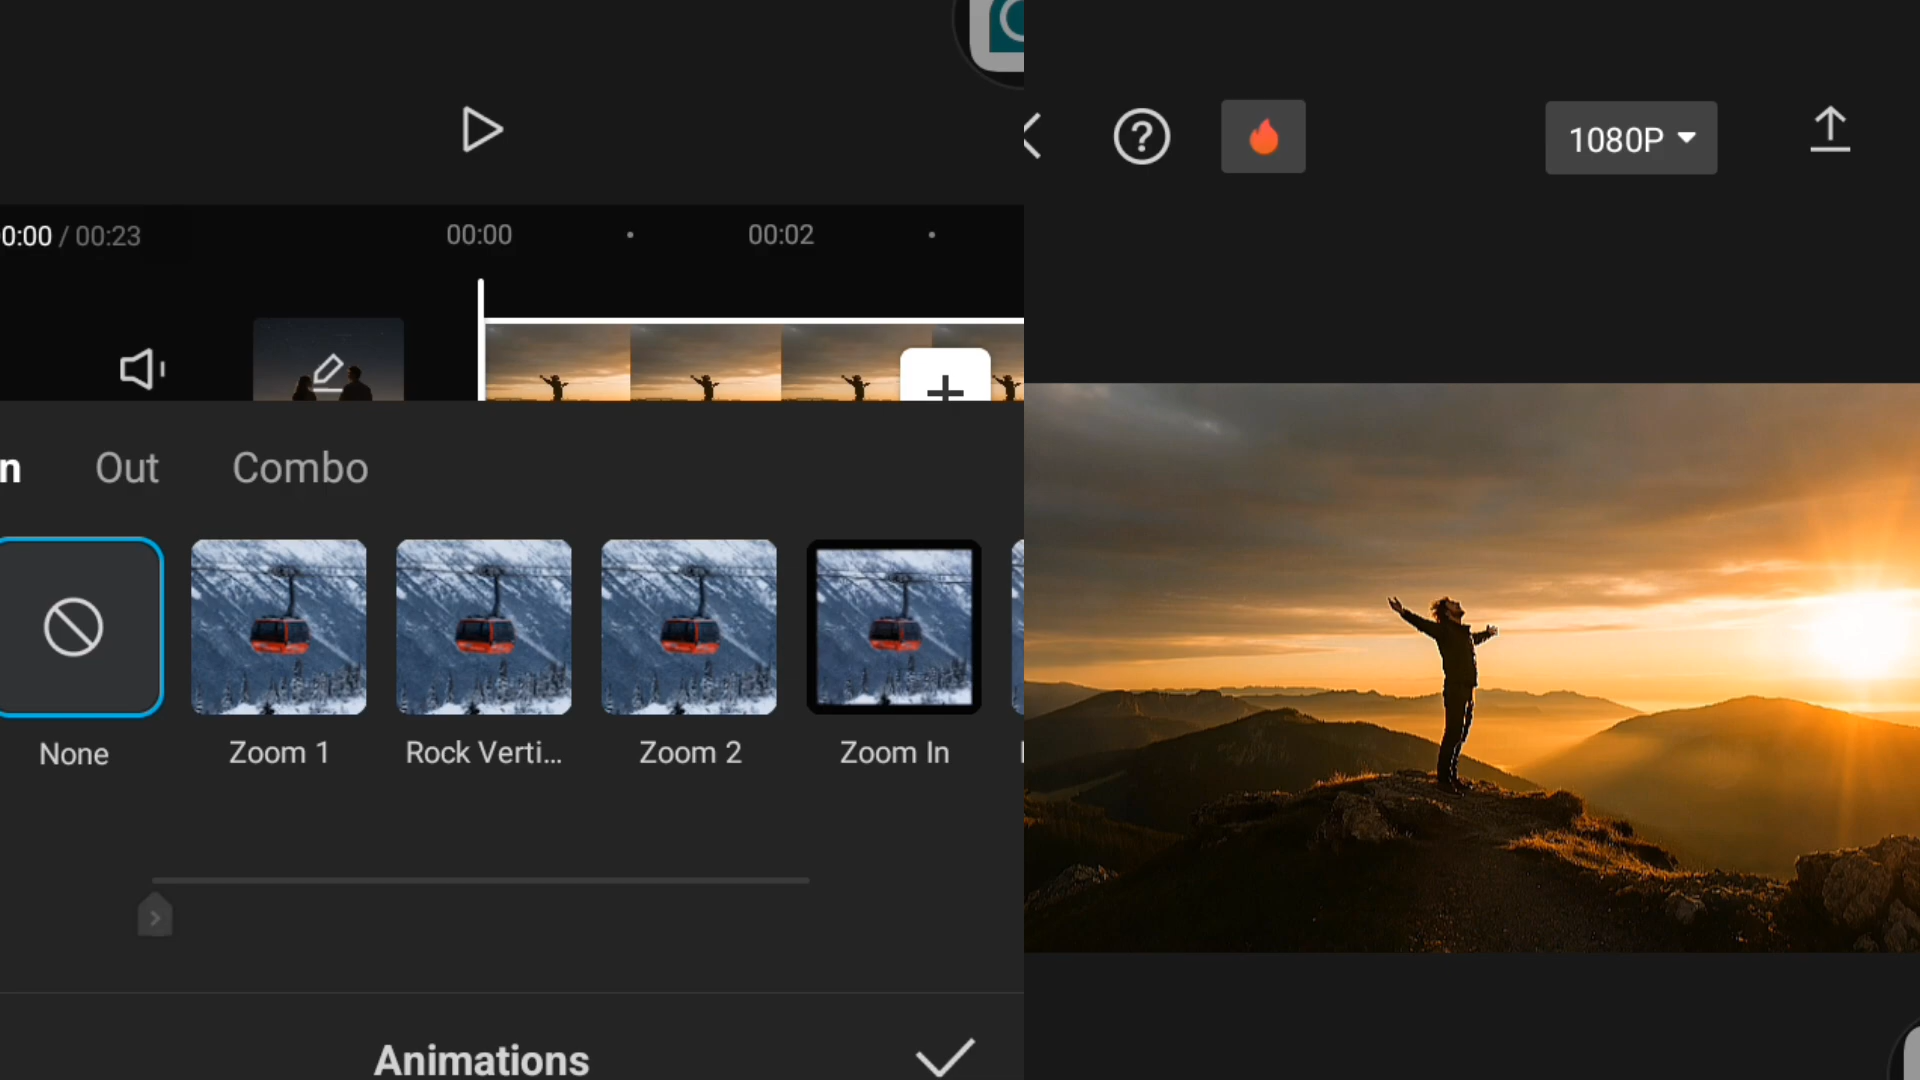 0:00 / 00:23
00:00
00:02
n
Out
Combo
None
Zoom 1
Rock Verti...
Zoom 2
Zoom In
Animations
?
1080P